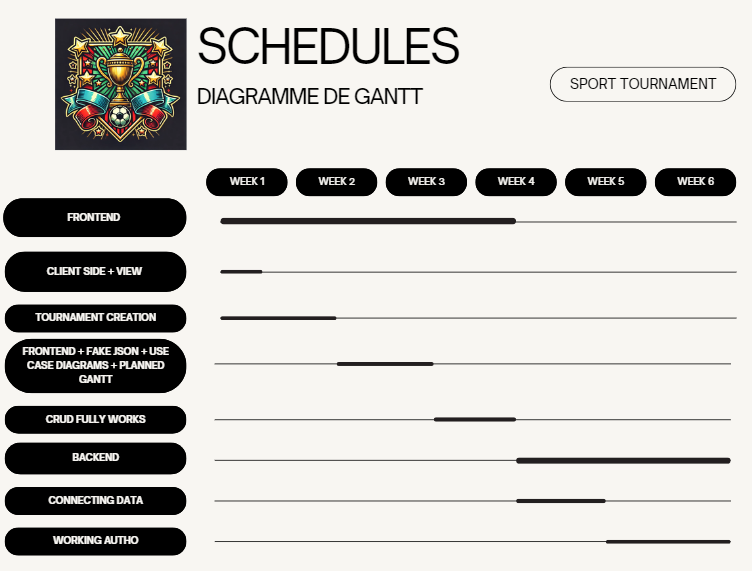 SCHEDULES
DIAGRAMME DE GANTT
SPORT TOURNAMENT
WEEK 1
WEEK 2
WEEK 3
WEEK 4
WEEK 5
WEEK 6
FRONTEND
CLIENT SIDE + VIEW
TOURNAMENT CREATION
FRONTEND + FAKE JSON + USE
CASE DIAGRAMS + PLANNED
GANTT
CRUD FULLY WORKS
BACKEND
CONNECTING DATA
WORKING AUTHO